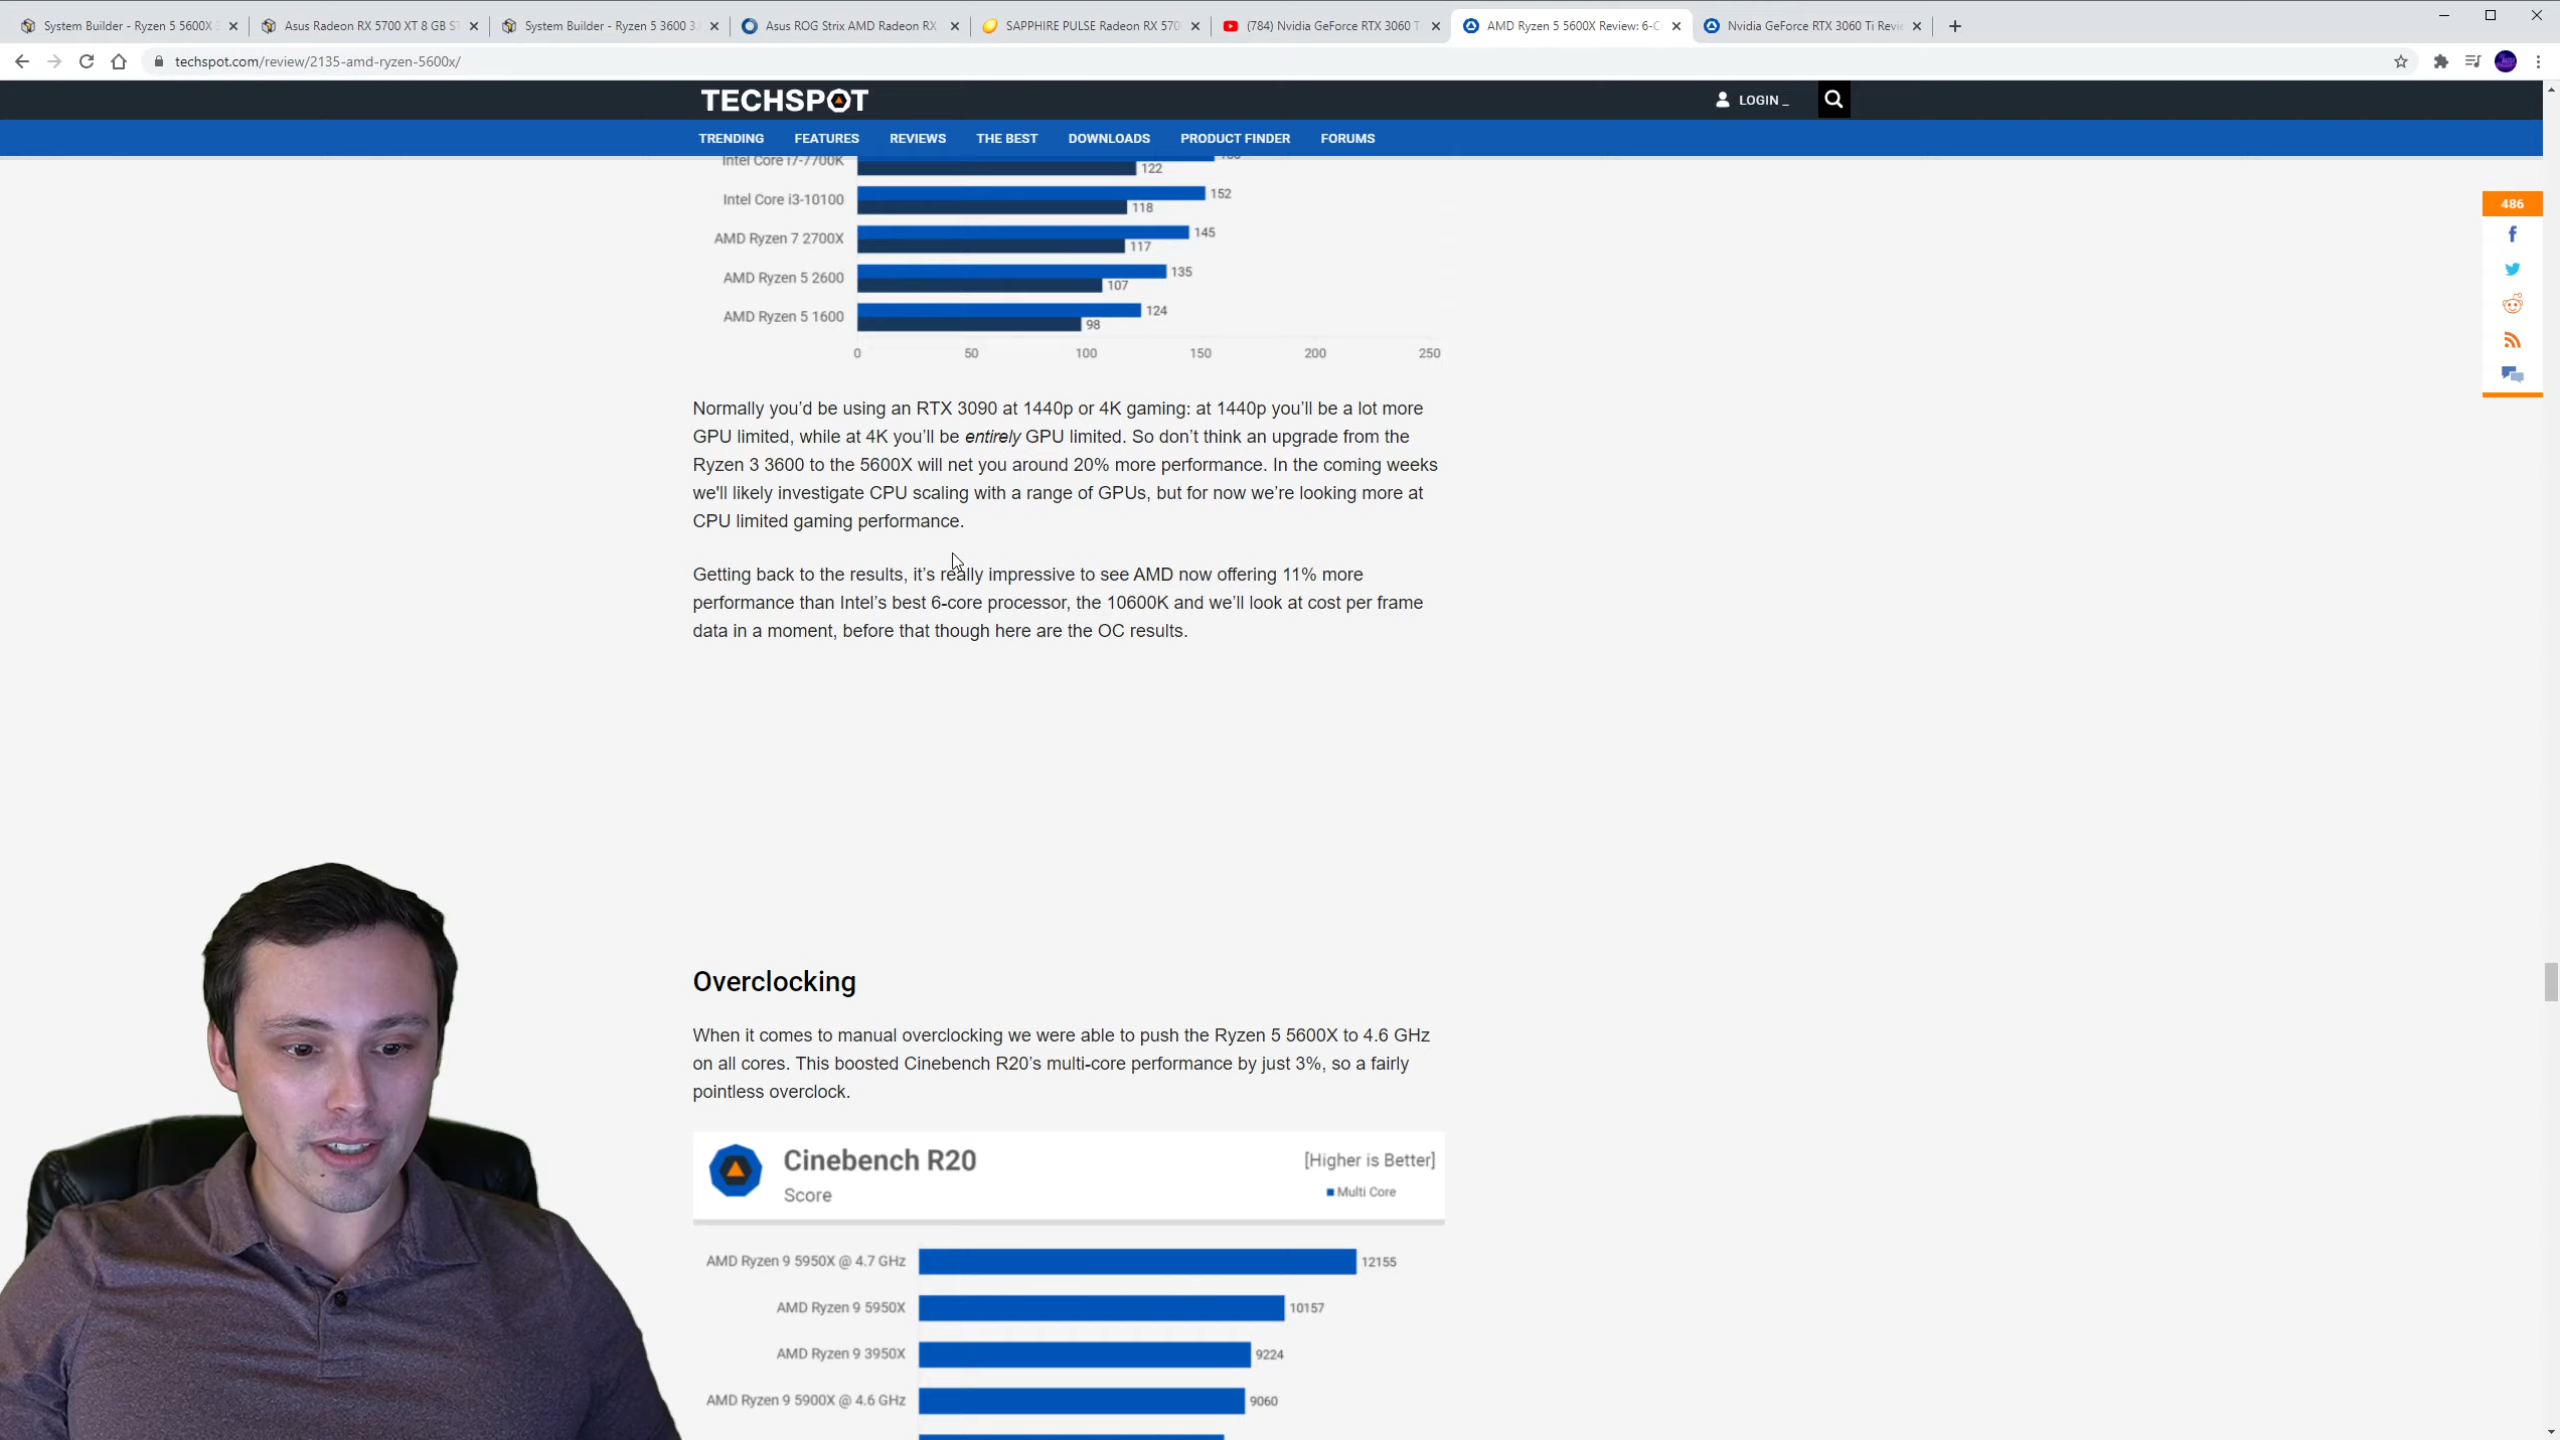 System Builder - Ryzen 5 5600X
Asus Radeon RX 5700 XT 8 GB ST
System Builder - Ryzen 5 3600 3.
Asus ROG Strix AMD Radeon RX
SAPPHIRE PULSE Radeon RX 570
(784) Nvidia GeForce RTX 3060 T
AMD Ryzen 5 5600X Review: 6-C
Nvidia GeForce RTX 3060 Ti Revie
techspot.com/review/2135-amd-ryzen-5600x/
TECHSPOT
LOGIN _
TRENDING FEATURES REVIEWS THE BEST DOWNLOADS PRODUCT FINDER FORUMS
Intel Core i7-7700K
122
Intel Core i3-10100 152
118
AMD Ryzen 7 2700X 145
117
AMD Ryzen 5 2600 135
107
AMD Ryzen 5 1600 124
98
0 50 100 150 200 250
486
Normally you'd be using an RTX 3090 at 1440p or 4K gaming: at 1440p you'll be a lot more
GPU limited, while at 4K you'll be entirely GPU limited. So don't think an upgrade from the
Ryzen 3 3600 to the 5600X will net you around 20% more performance. In the coming weeks
we'll likely investigate CPU scaling with a range of GPUs, but for now we're looking more at
CPU limited gaming performance.
Getting back to the results, it's really impressive to see AMD now offering 11% more
performance than Intel's best 6-core processor, the 10600K and we'll look at cost per frame
data in a moment, before that though here are the OC results.
Overclocking
When it comes to manual overclocking we were able to push the Ryzen 5 5600X to 4.6 GHz
on all cores. This boosted Cinebench R20's multi-core performance by just 3%, so a fairly
pointless overclock.
Cinebench R20 [Higher is Better]
Score Multi Core
AMD Ryzen 9 5950X @ 4.7 GHz 12155
AMD Ryzen 9 5950X 10157
AMD Ryzen 9 3950X 9224
AMD Ryzen 9 5900X @ 4.6 GHz 9060